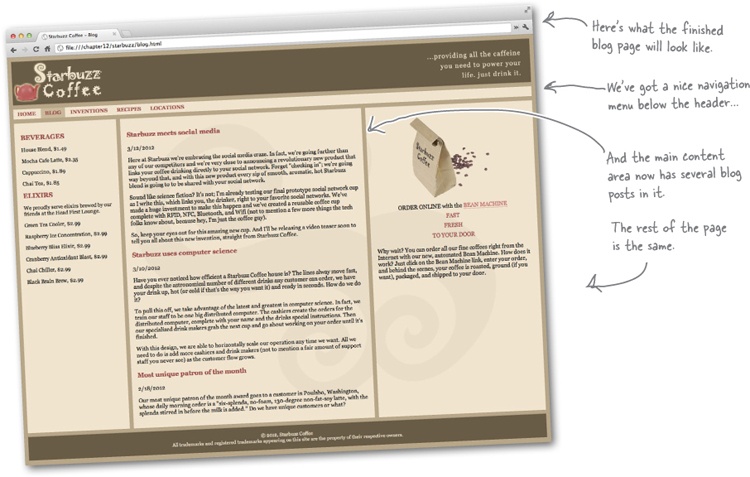 Starbuzz Coffee – Blog
file:///chapter12/starbuzz/blog.html
Starbuzz
Coffee
...providing all the caffeine
you need to power your
life. just drink it.
HOME BLOG INVENTIONS RECIPES LOCATIONS
BEVERAGES
House Blend, $1.49
Mocha Cafe Latte, $2.35
Cappuccino, $1.89
Chai Tea, $1.85
ELIXIRS
We proudly serve elixirs brewed by our
friends at the Head First Lounge.
Green Tea Cooler, $2.99
Raspberry Ice Concentration, $2.99
Blueberry Bliss Elixir, $2.99
Cranberry Antioxidant Blast, $2.99
Chai Chiller, $2.99
Black Brain Brew, $2.99
Starbuzz meets social media
3/12/2012
Here at Starbuzz we're embracing the social media craze. In fact, we're going further than
any of our competitors and we're very close to announcing a revolutionary new product that
links your coffee drinking directly to your social network. Forget "checking in"; we're going
way beyond that, and with this new product every sip of smooth, aromatic, hot Starbuzz
blend is going to be shared with your social network.
Sound like science fiction? It's not; I'm already testing our final prototype social network cup
as I write this, which links you, the drinker, right to your favorite social networks. We've
made a huge investment to make this happen and we've created a reusable coffee cup
complete with RFID, NFC, Bluetooth, and Wifi (not to mention a few more things the tech
folks know about, because hey, I'm just the coffee guy).
So, keep your eyes out for this amazing new cup. And I'll be releasing a video teaser soon to
tell you all about this new invention, straight from Starbuzz Coffee.
Starbuzz uses computer science
3/10/2012
Have you ever noticed how efficient a Starbuzz Coffee house is? The lines alway move fast,
and despite the astronomical number of different drinks any customer can order, we have
your drink up, hot (or cold if that's the way you want it) and ready in seconds. How do we do
it?
To pull this off, we take advantage of the latest and greatest in computer science. In fact, we
train our staff to be one big distributed computer. The cashiers create the orders for the
distributed computer, complete with your name and the drinks special instructions. Then
our specialized drink makers grab the next cup and go about working on your order until it's
finished.
With this design, we are able to horizontally scale our operation any time we want. All we
need to do is add more cashiers and drink makers (not to mention a fair amount of support
staff you never see) as the customer flow grows.
Most unique patron of the month
2/18/2012
Our most unique patron of the month award goes to a customer in Poulsbo, Washington,
whose daily morning order is a "six-splenda, no-foam, 130-degree non-fat-soy latte, with the
splenda stirred in before the milk is added." Do we have unique customers or what?
Starbuzz
Coffee
ORDER ONLINE with the BEAN MACHINE
FAST
FRESH
TO YOUR DOOR
Why wait? You can order all our fine coffees right from the
Internet with our new, automated Bean Machine. How does it
work? Just click on the Bean Machine link, enter your order,
and behind the scenes, your coffee is roasted, ground (if you
want), packaged, and shipped to your door.
© 2012, Starbuzz Coffee
All trademarks and registered trademarks appearing on this site are the property of their respective owners.
Here's what the finished
blog page will look like.
We've got a nice navigation
menu below the header...
And the main content
area now has several blog
posts in it.
The rest of the page
is the same.